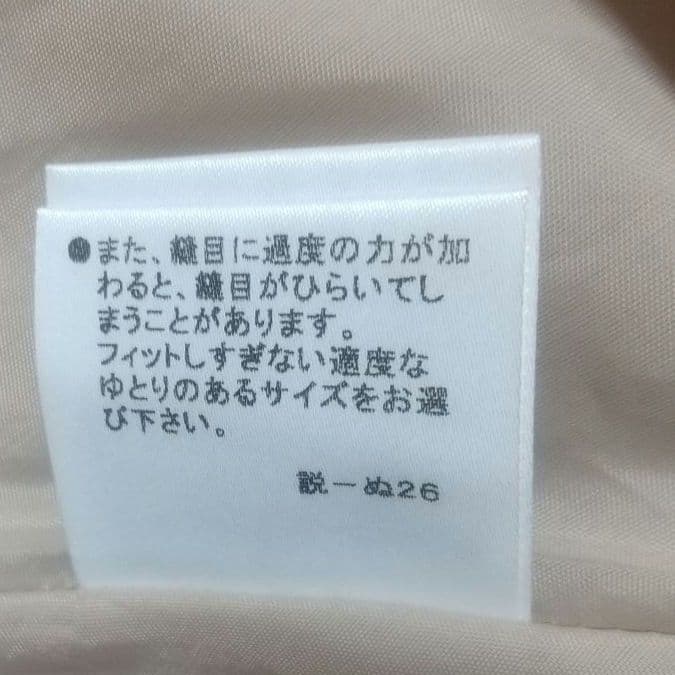 ●また、縫目に過度の力が加
わると、縫目がひらいてし
まうことがあります。
フィットしすぎない適度な
ゆとりのあるサイズをお選
び下さい。
説ーぬ26